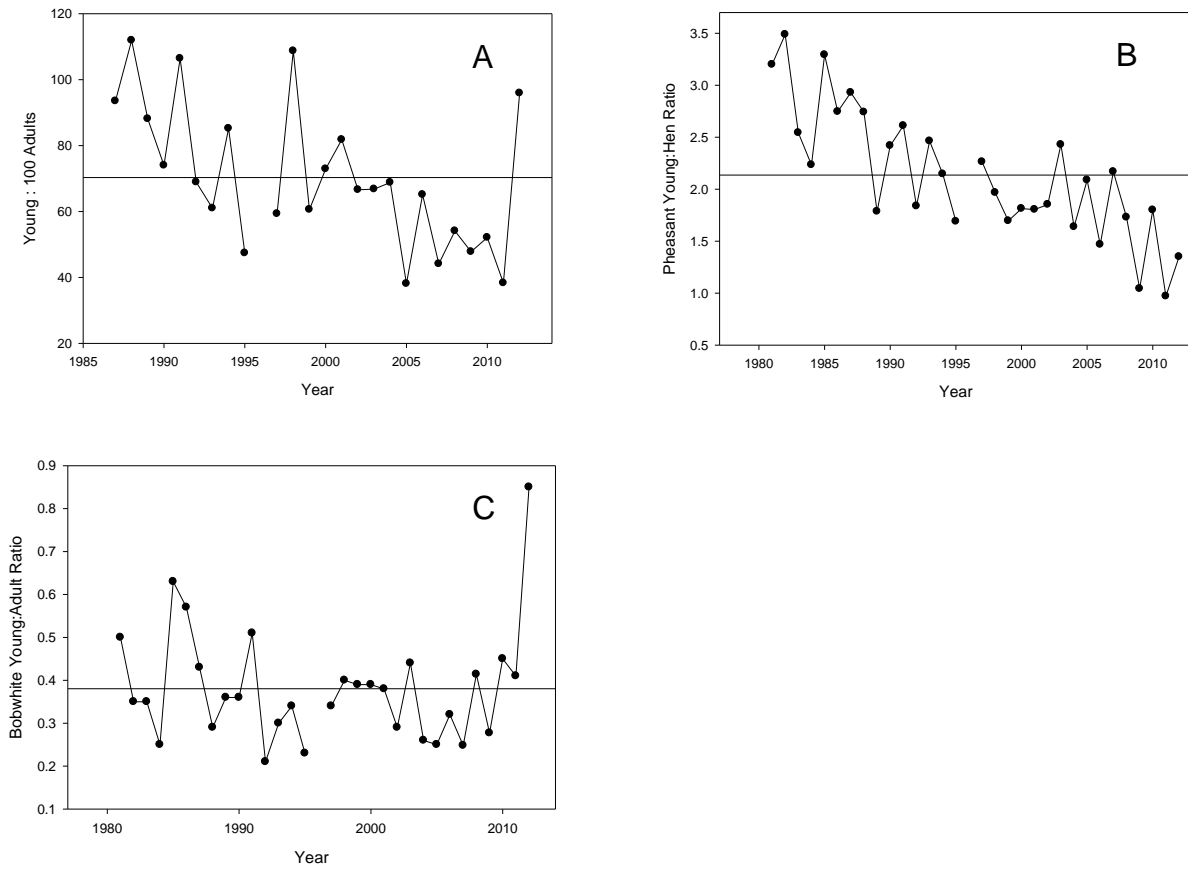 A
Young : 100 Adults
120
100
80
60
40
20
1985 1990 1995 2000 2005 2010
Year
B
Pheasant Young:Hen Ratio
3.5
3.0
2.5
2.0
1.5
1.0
0.5
1980 1985 1990 1995 2000 2005 2010
Year
C
Bobwhite Young:Adult Ratio
0.9
0.8
0.7
0.6
0.5
0.4
0.3
0.2
0.1
1980 1990 2000 2010
Year